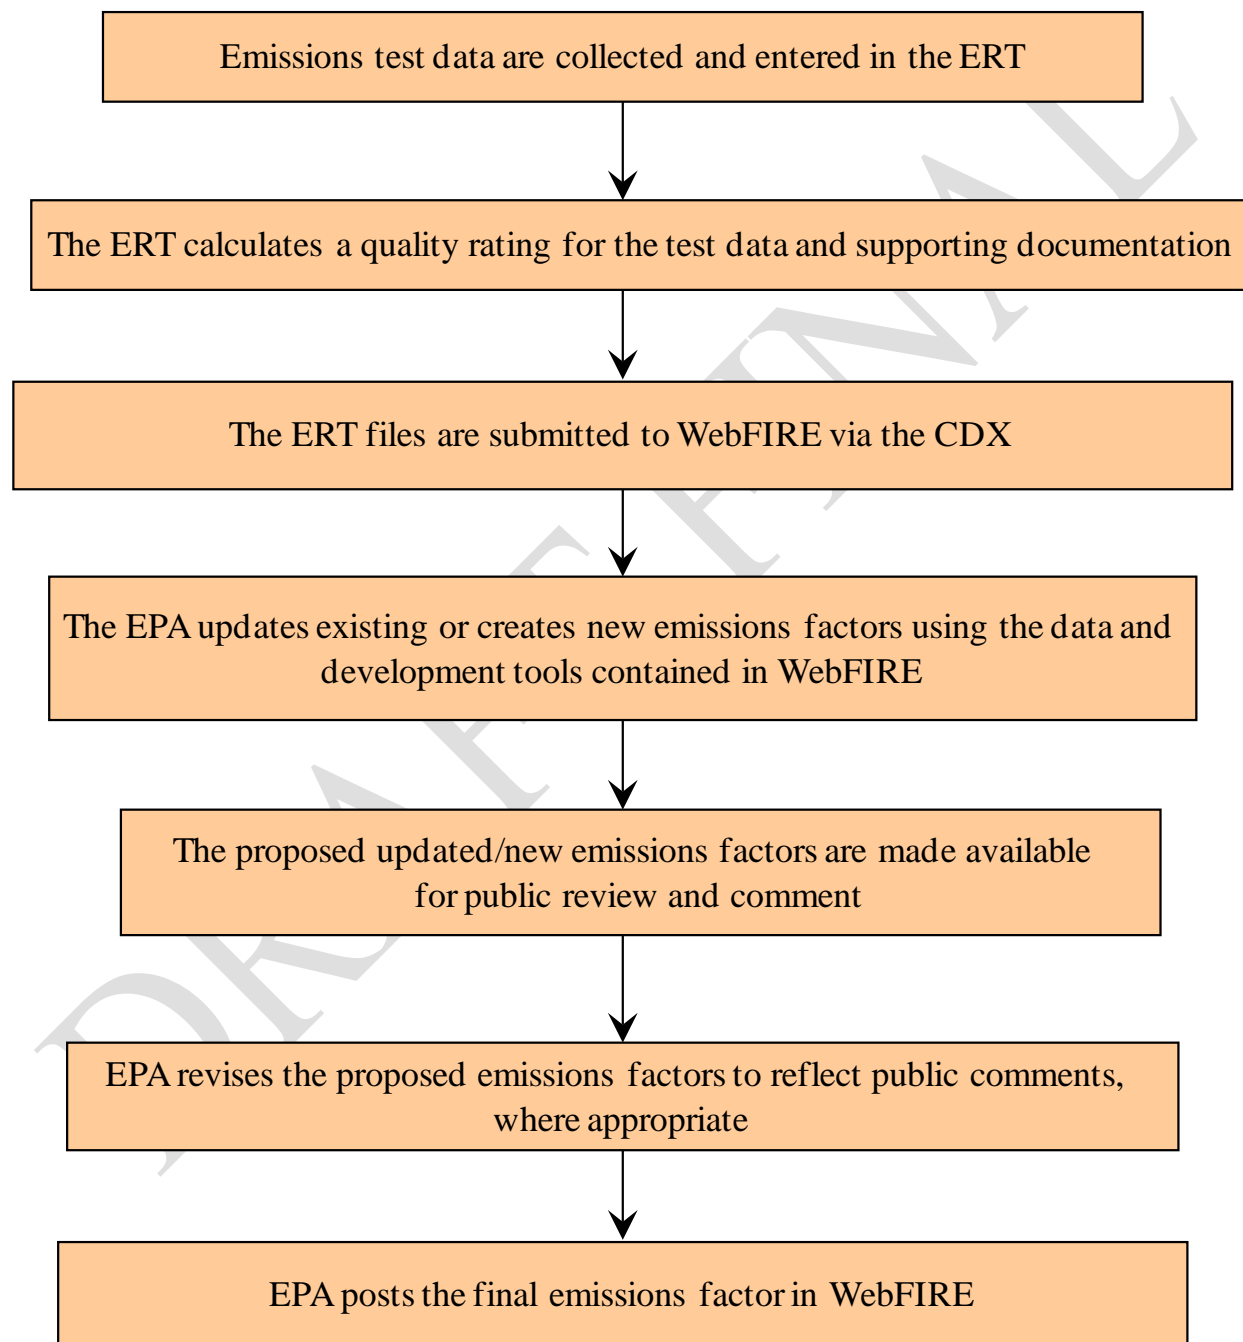 Emissions test data are collected and entered in the ERT
The ERT calculates a quality rating for the test data and supporting documentation
The ERT files are submitted to WebFIRE via the CDX
The EPA updates existing or creates new emissions factors using the data and
development tools contained in WebFIRE
The proposed updated/new emissions factors are made available
for public review and comment
EPA revises the proposed emissions factors to reflect public comments,
where appropriate
EPA posts the final emissions factor in WebFIRE
DRAFT FINAL